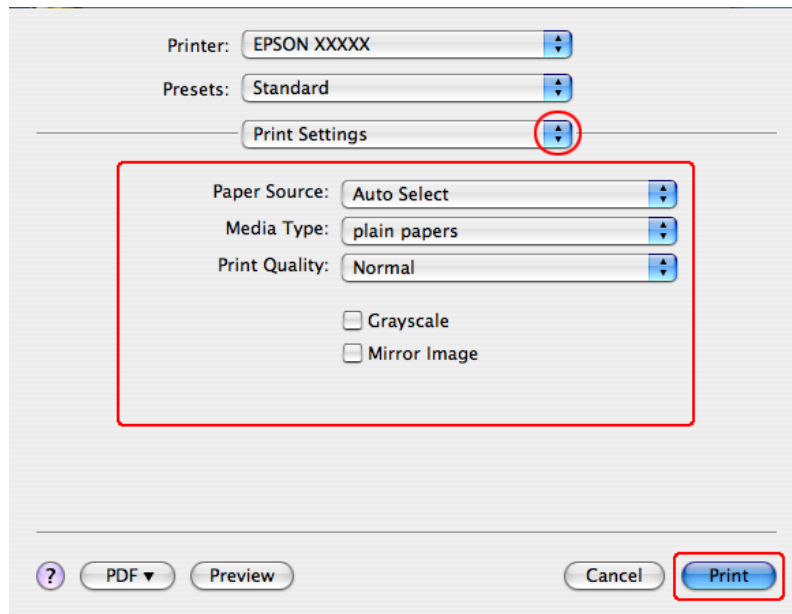 Printer: EPSON XXXXX
Presets: Standard
Print Settings
Paper Source: Auto Select
Media Type: plain papers
Print Quality: Normal
Grayscale
Mirror Image
? PDF ▼ Preview Cancel Print